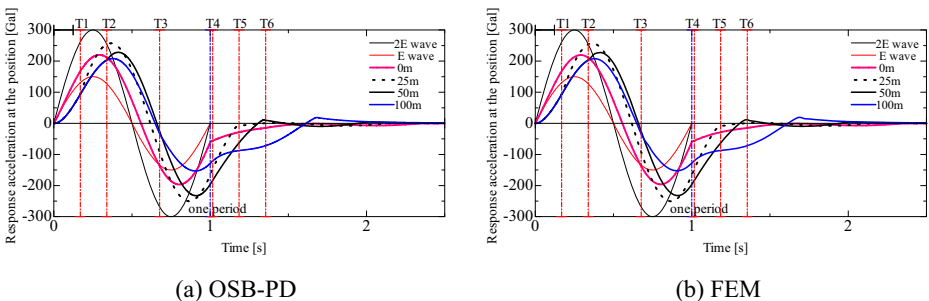 T1 T2 T3 T4 T5 T6
300
200
100
0
-100
-200
-300
Response acceleration at the position [Gal]
2E wave
E wave
0m
25m
50m
100m
one period
0 1 2
Time [s]
(a) OSB-PD
T1 T2 T3 T4 T5 T6
300
200
100
0
-100
-200
-300
Response acceleration at the position [Gal]
2E wave
E wave
0m
25m
50m
100m
one period
0 1 2
Time [s]
(b) FEM